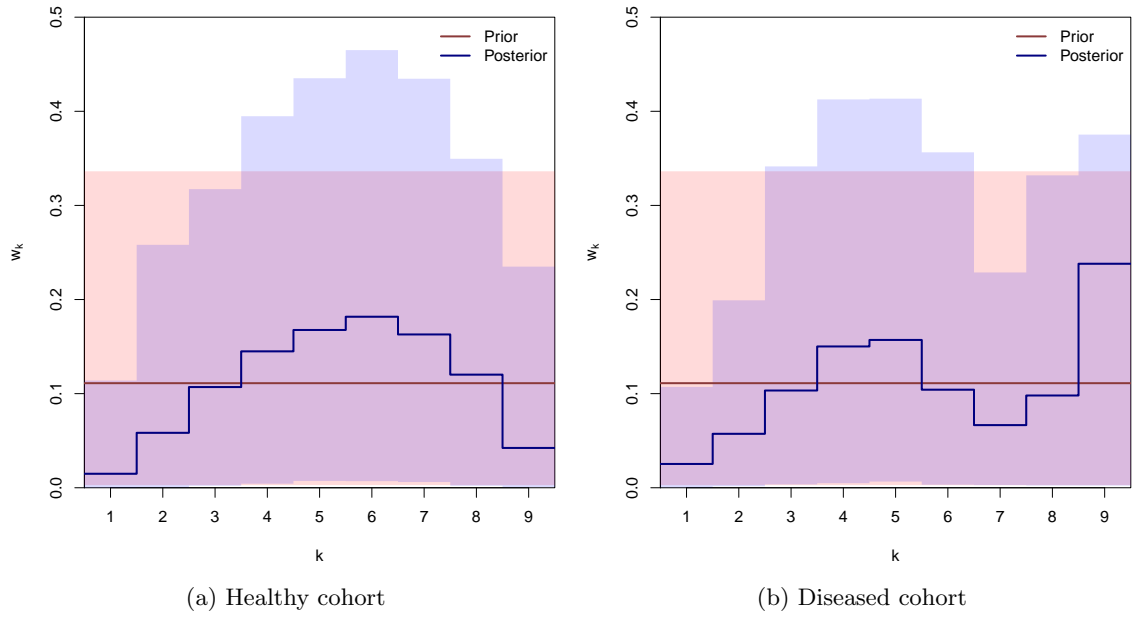 0.5
0.4
0.3
0.2
0.1
0.0
w_k
Prior
Posterior
1 2 3 4 5 6 7 8 9
k
(a) Healthy cohort
0.5
0.4
0.3
0.2
0.1
0.0
w_k
Prior
Posterior
1 2 3 4 5 6 7 8 9
k
(b) Diseased cohort